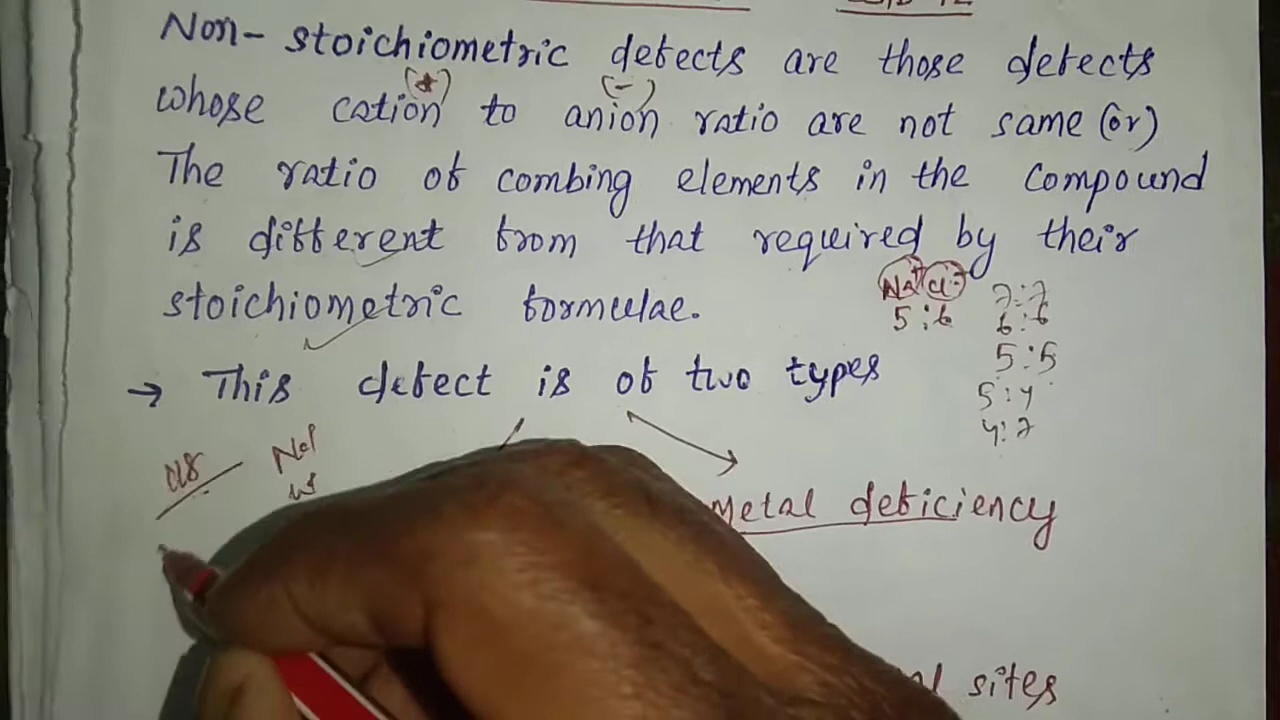 Non-stoichiometric defects are those defects
(+) (-)
whose cation to anion ratio are not same (or)
The ratio of combing elements in the compound
is different from that required by their
Na+ Cl- 7:7
stoichiometric formulae. 5:6 6:6
5:5
→ This defect is of two types
5:4
4:7
Metal deficiency
sites